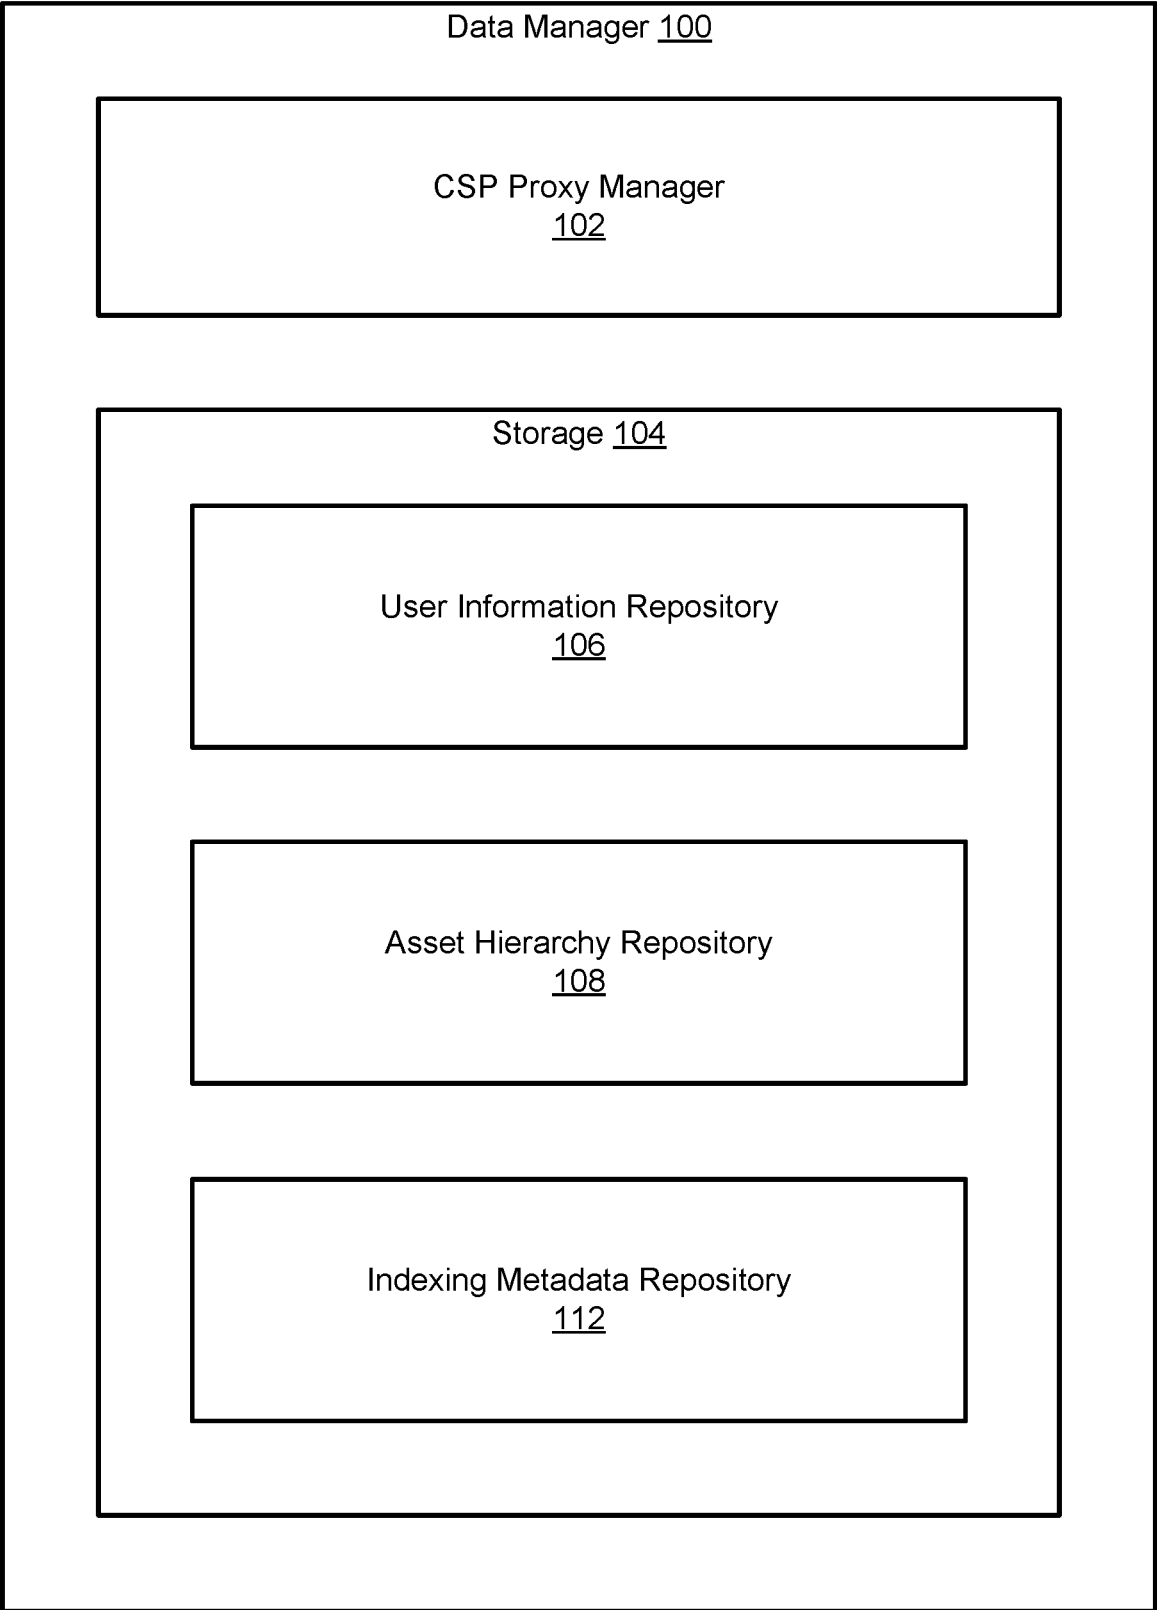 Data Manager 100
CSP Proxy Manager
102
Storage 104
User Information Repository
106
Asset Hierarchy Repository
108
Indexing Metadata Repository
112